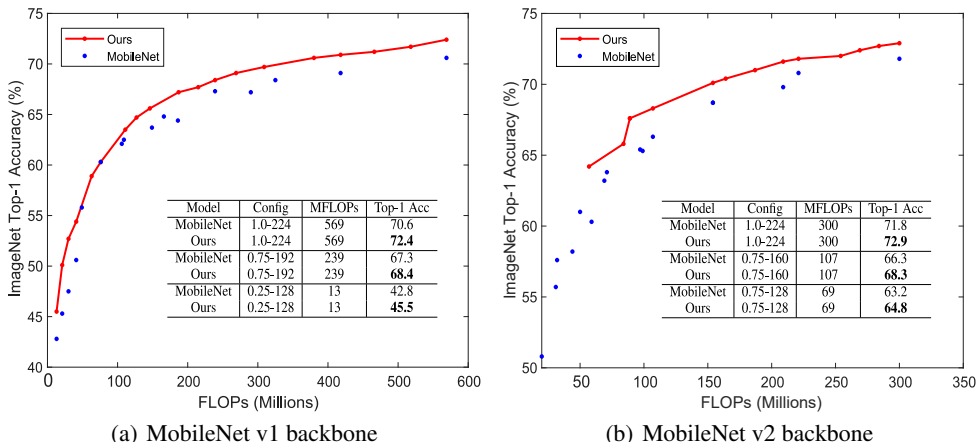 75
70
65
60
55
50
45
40
ImageNet Top-1 Accuracy (%)
Ours
MobileNet
Model Config MFLOPs Top-1 Acc
MobileNet 1.0-224 569 70.6
Ours 1.0-224 569 72.4
MobileNet 0.75-192 239 67.3
Ours 0.75-192 239 68.4
MobileNet 0.25-128 13 42.8
Ours 0.25-128 13 45.5
0 100 200 300 400 500 600
FLOPs (Millions)
(a) MobileNet v1 backbone
75
70
65
60
55
50
ImageNet Top-1 Accuracy (%)
Ours
MobileNet
Model Config MFLOPs Top-1 Acc
MobileNet 1.0-224 300 71.8
Ours 1.0-224 300 72.9
MobileNet 0.75-160 107 66.3
Ours 0.75-160 107 68.3
MobileNet 0.75-128 69 63.2
Ours 0.75-128 69 64.8
50 100 150 200 250 300 350
FLOPs (Millions)
(b) MobileNet v2 backbone